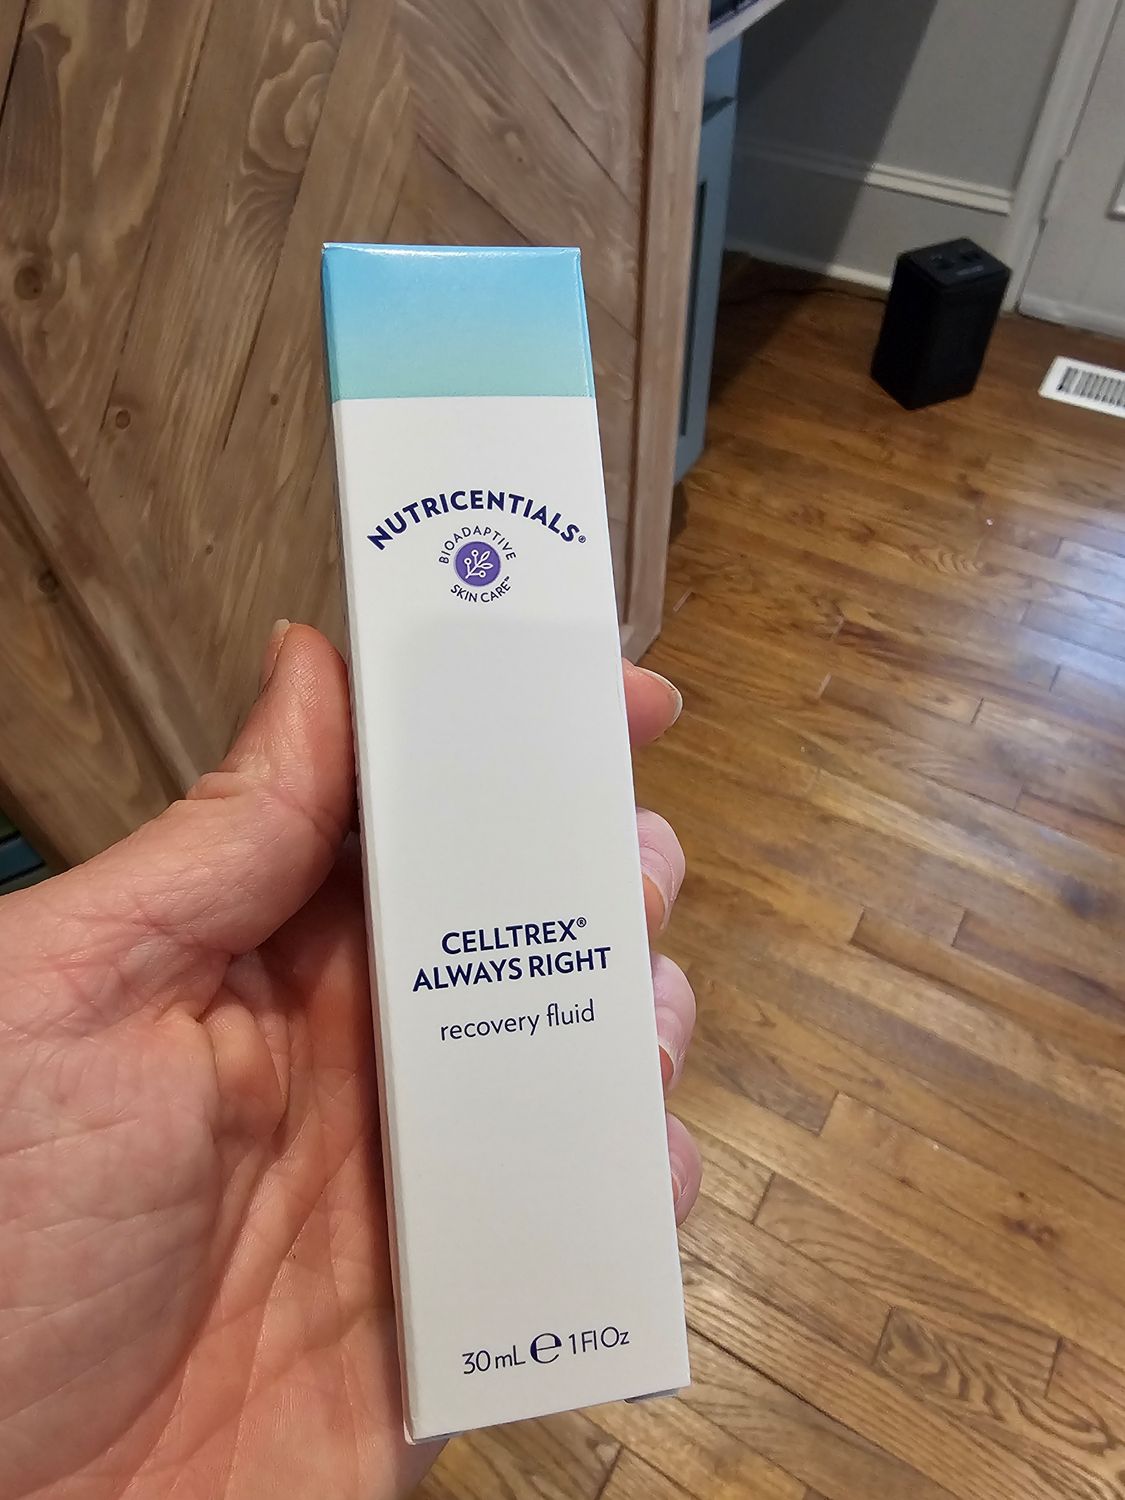 NUTRICENTIALS®
BIOADAPTIVE
SKIN CARE™
CELLTREX®
ALWAYS RIGHT
recovery fluid
30 mL ℮ 1 Fl Oz